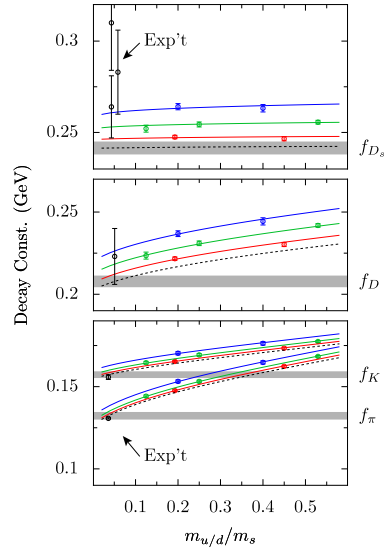 0.3
Exp't
0.25
f_{D_s}
Decay Const. (GeV)
0.25
f_D
0.2
0.15
f_K
f_π
Exp't
0.1
0.1 0.2 0.3 0.4 0.5
m_{u/d}/m_s